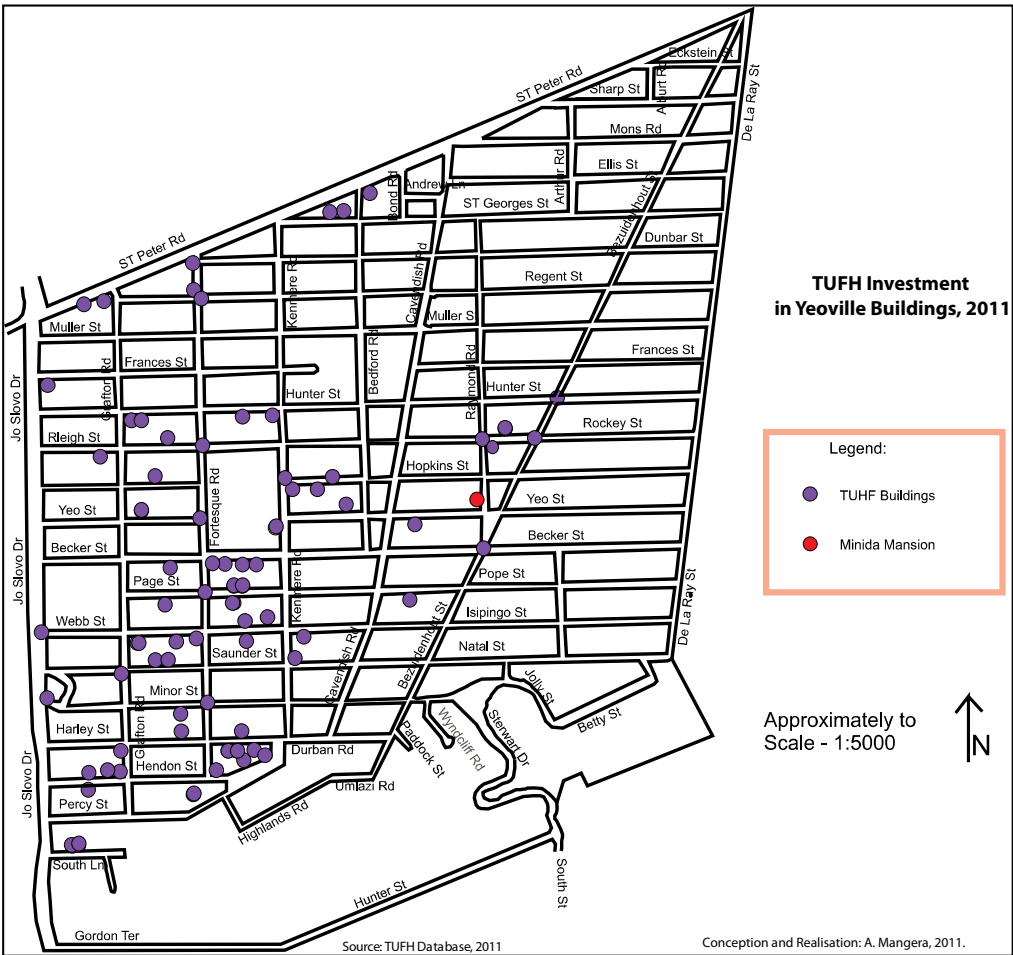 Eckstein St
ST Peter Rd
Sharp St
Alburt Rd
De La Ray St
Mons Rd
Ellis St
Arthur Rd
Bond Rd
Andrew Ln
ST Georges St
Bezuidenhout St
Dunbar St
ST Peter Rd
Kenmere Rd
Cavendish Rd
Regent St
TUFH Investment
in Yeoville Buildings, 2011
Muller St
Muller S
Frances St
Frances St
Grafton Rd
Bedford Rd
Raymond Rd
Jo Slovo Dr
Hunter St
Hunter St
Rleigh St
Rockey St
Legend:
Hopkins St
Fortesque Rd
TUHF Buildings
Yeo St
Yeo St
Becker St
Becker St
Minida Mansion
Jo Slovo Dr
Page St
Kenmere Rd
Pope St
De La Ray St
Webb St
Isipingo St
Saunder St
Natal St
Cavendish Rd
Bezuidenhout St
Minor St
Jolly St
Harley St
Grafton Rd
Durban Rd
Paddock St
Wyndcliff Rd
Sterwart Dr
Betty St
Approximately to
Scale - 1:5000
N
Hendon St
Jo Slovo Dr
Umlazi Rd
Percy St
Highlands Rd
South Ln
South St
Hunter St
Gordon Ter
Source: TUFH Database, 2011
Conception and Realisation: A. Mangera, 2011.